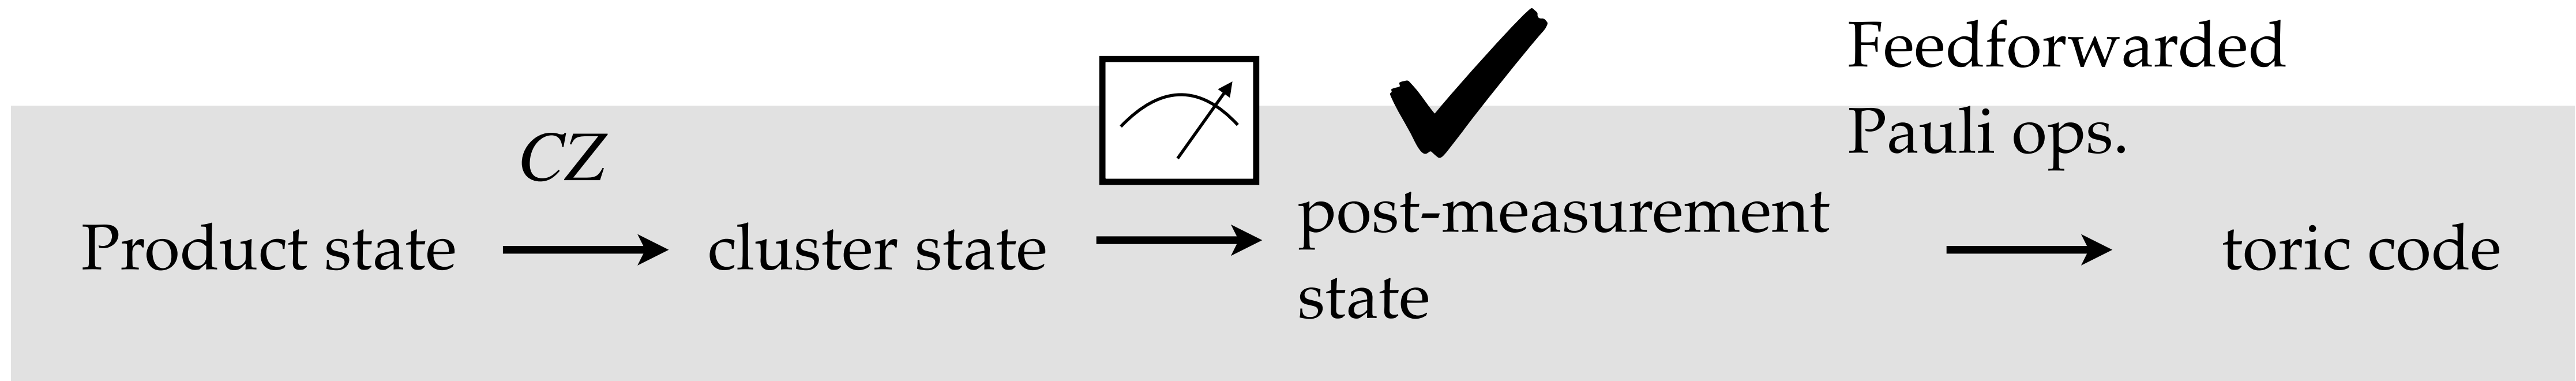 Feedforwarded
Pauli ops.
CZ
Product state
cluster state
post-measurement
state
toric code